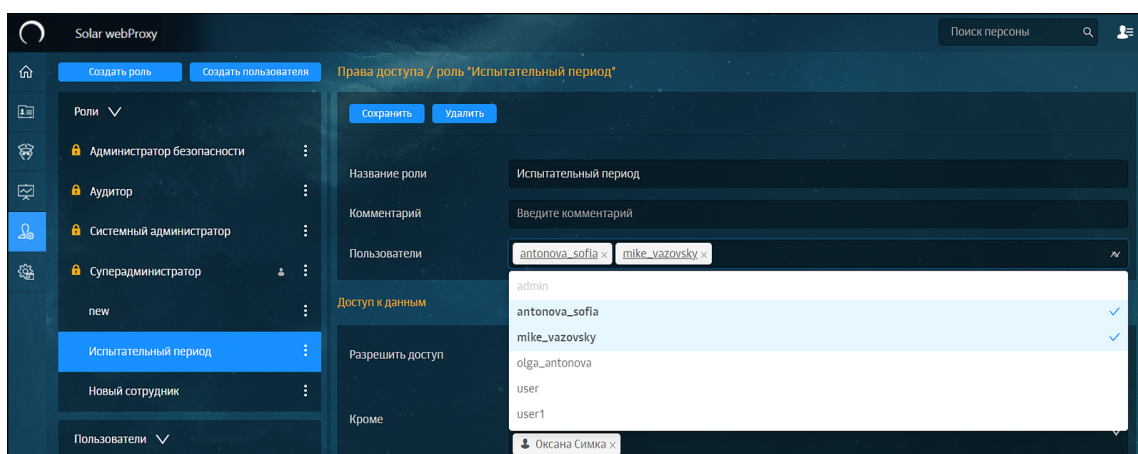 Solar webProxy
Поиск персоны
Создать роль
Создать пользователя
Права доступа / роль "Испытательный период"
Роли
Сохранить
Удалить
Администратор безопасности
Аудитор
Системный администратор
Суперадминистратор
new
Испытательный период
Новый сотрудник
Пользователи
Название роли
Испытательный период
Комментарий
Введите комментарий
Пользователи
antonova_sofia ×
mike_vazovsky ×
admin
antonova_sofia
mike_vazovsky
olga_antonova
user
user1
Доступ к данным
Разрешить доступ
Кроме
Оксана Симка ×